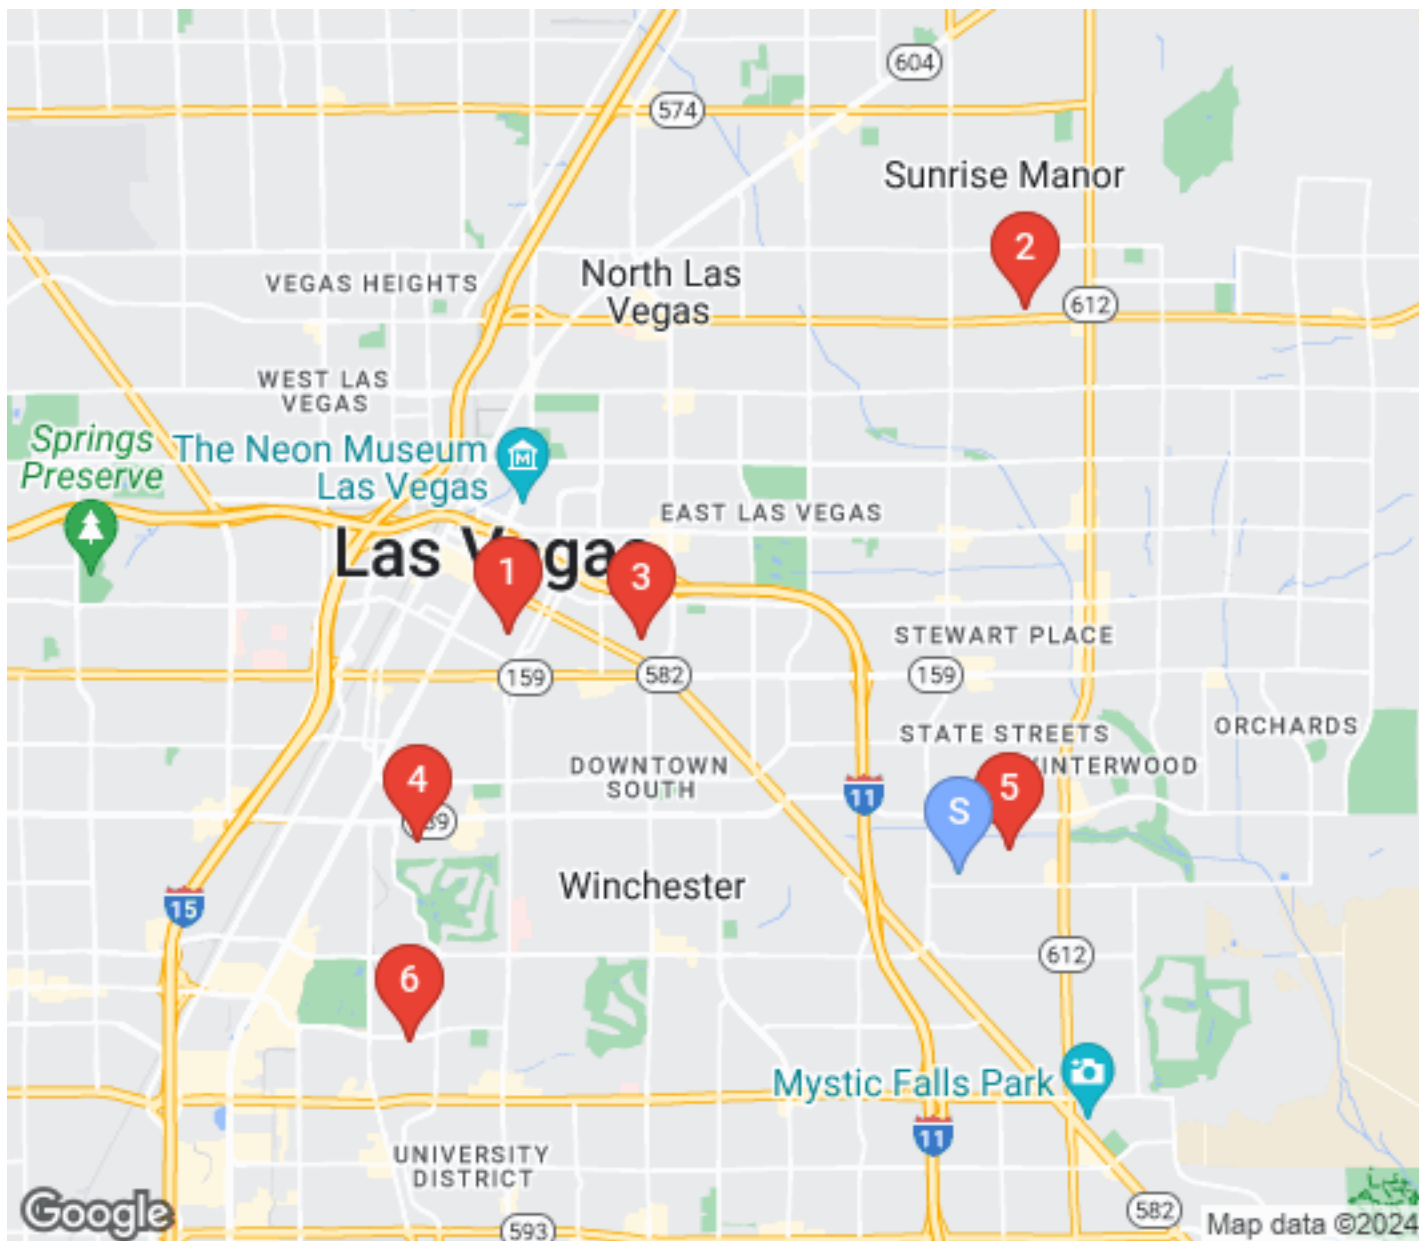 604
574
Sunrise Manor
2
North Las
Vegas
VEGAS HEIGHTS
612
WEST LAS
VEGAS
Springs
Preserve
The Neon Museum
Las Vegas
EAST LAS VEGAS
Las Vegas
1
3
STEWART PLACE
159
582
159
STATE STREETS
ORCHARDS
DOWNTOWN
SOUTH
WINTERWOOD
4
5
11
S
Winchester
15
612
6
Mystic Falls Park
11
UNIVERSITY
DISTRICT
582
593
Google
Map data ©2024